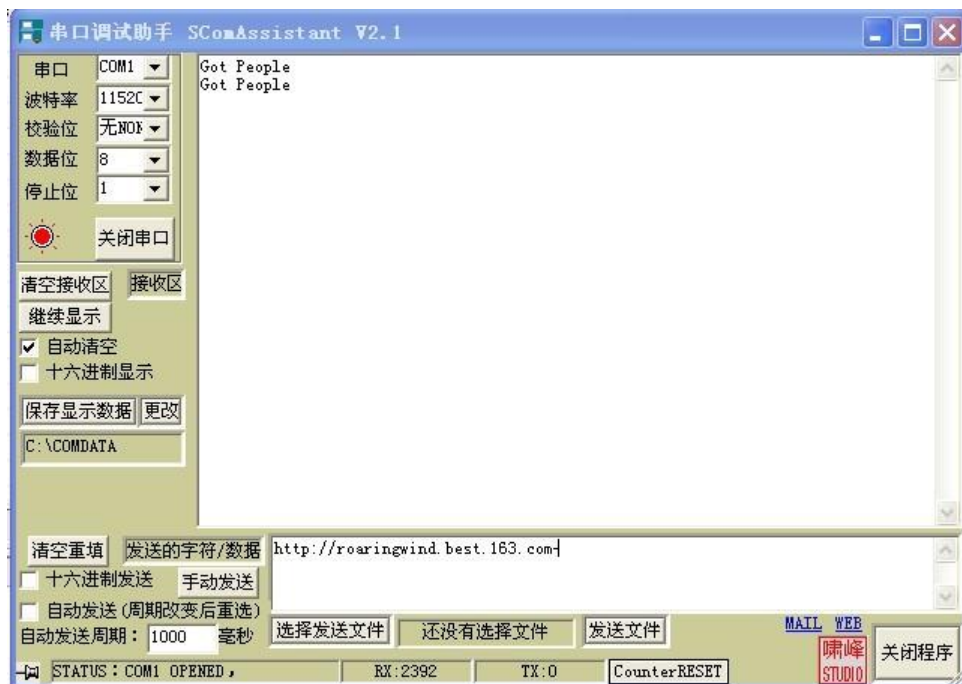 串口调试助手 SComAssistant V2.1
串口 COM1
波特率 1152
校验位 无NON
数据位 8
停止位 1
关闭串口
Got People
Got People
清空接收区 接收区
继续显示
自动清空
十六进制显示
保存显示数据 更改
C:\COMDATA
清空重填 发送的字符/数据
http://roaringwind.best.163.com
十六进制发送 手动发送
自动发送(周期改变后重选)
自动发送周期: 1000 毫秒
选择发送文件 还没有选择文件 发送文件
MAIL WEB
啸峰
STUDIO
关闭程序
STATUS:COM1 OPENED, RX:2392 TX:0 CounterRESET